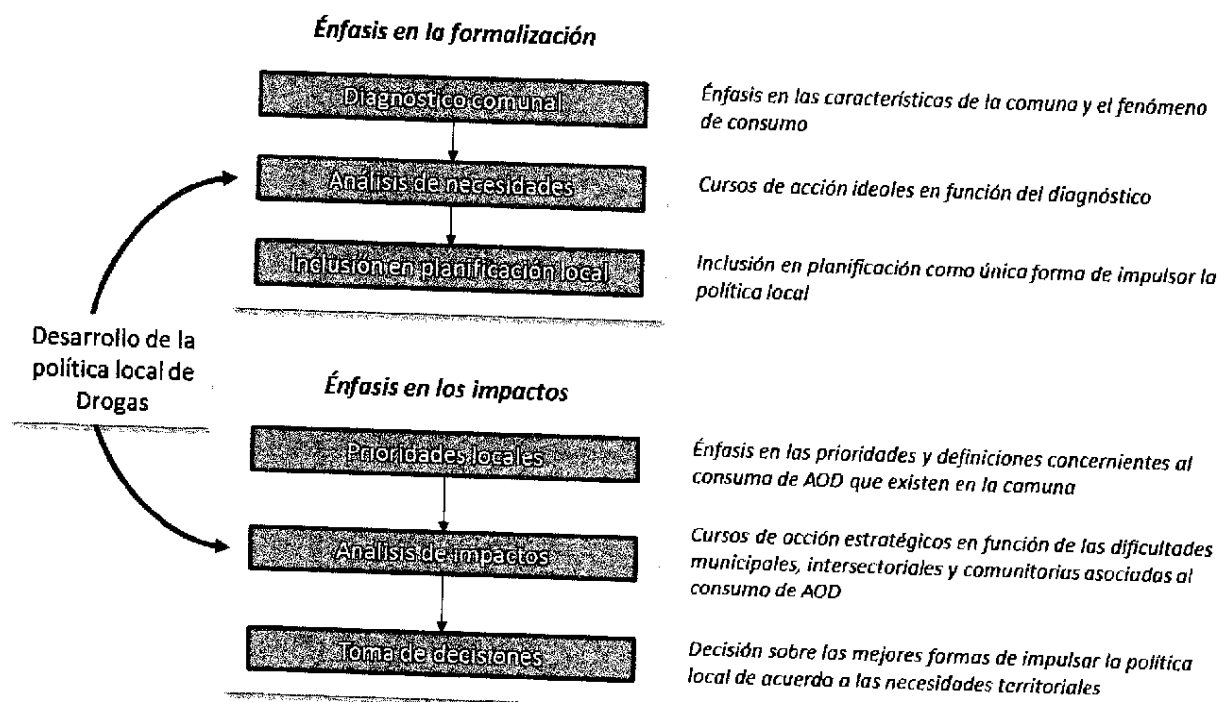 Énfasis en la formalización
Diagnóstico comunal
Énfasis en las características de la comuna y el fenómeno
de consumo
Análisis de necesidades
Cursos de acción ideales en función del diagnóstico
Inclusión en planificación local
Inclusión en planificación como única forma de impulsar la
política local
Desarrollo de la
política local de
Drogas
Énfasis en los impactos
Prioridades locales
Énfasis en las prioridades y definiciones concernientes al
consumo de AOD que existen en la comuna
Análisis de impactos
Cursos de acción estratégicos en función de las dificultades
municipales, intersectoriales y comunitarias asociadas al
consumo de AOD
Toma de decisiones
Decisión sobre las mejores formas de impulsar la política
local de acuerdo a las necesidades territoriales